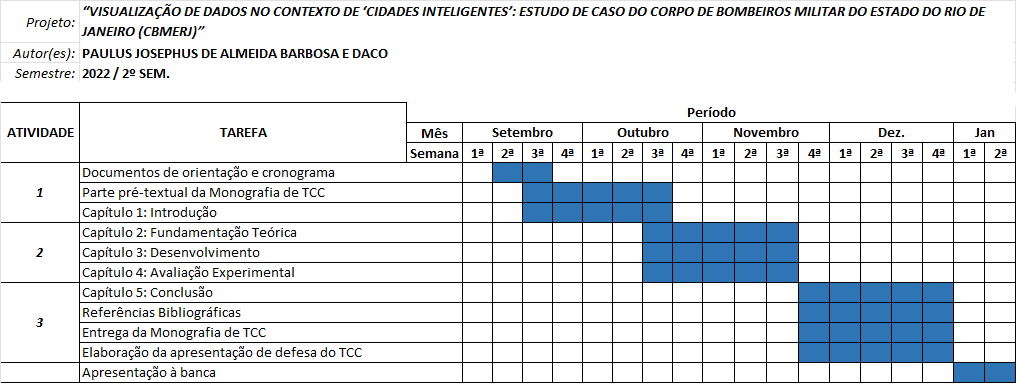 Projeto: “VISUALIZAÇÃO DE DADOS NO CONTEXTO DE ‘CIDADES INTELIGENTES’: ESTUDO DE CASO DO CORPO DE BOMBEIROS MILITAR DO ESTADO DO RIO DE
JANEIRO (CBMERJ)”
Autor(es): PAULUS JOSEPHUS DE ALMEIDA BARBOSA E DACO
Semestre: 2022 / 2º SEM.
Período
ATIVIDADE TAREFA Mês Setembro Outubro Novembro Dez. Jan
Semana 1ª 2ª 3ª 4ª 1ª 2ª 3ª 4ª 1ª 2ª 3ª 4ª 1ª 2ª 3ª 4ª 1ª 2ª
Documentos de orientação e cronograma
1 Parte pré-textual da Monografia de TCC
Capítulo 1: Introdução
Capítulo 2: Fundamentação Teórica
2 Capítulo 3: Desenvolvimento
Capítulo 4: Avaliação Experimental
Capítulo 5: Conclusão
Referências Bibliográficas
3 Entrega da Monografia de TCC
Elaboração da apresentação de defesa do TCC
Apresentação à banca